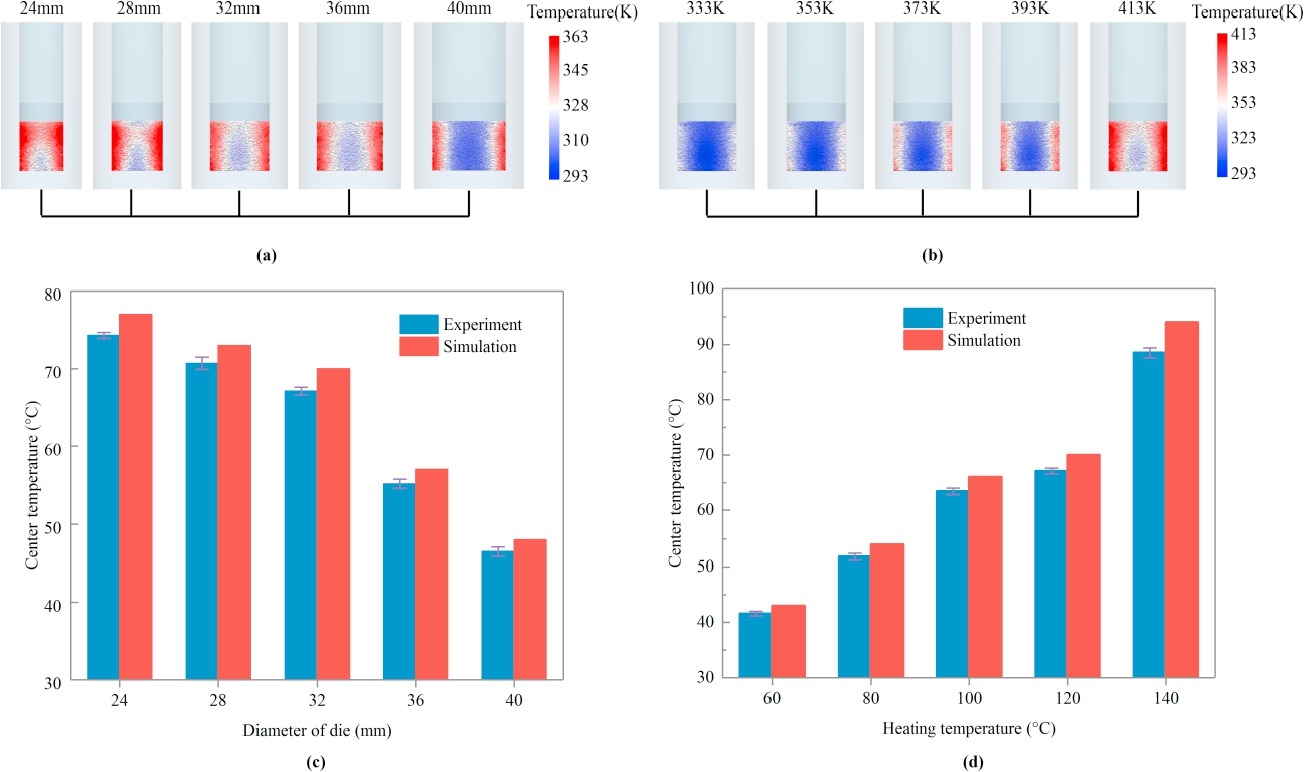 24mm 28mm 32mm 36mm 40mm Temperature(K)
363
345
328
310
293
(a)
333K 353K 373K 393K 413K Temperature(K)
413
383
353
323
293
(b)
80
70
60
50
40
30
Center temperature (°C)
Experiment
Simulation
24 28 32 36 40
Diameter of die (mm)
(c)
100
90
80
70
60
50
40
30
Center temperature (°C)
Experiment
Simulation
60 80 100 120 140
Heating temperature (°C)
(d)